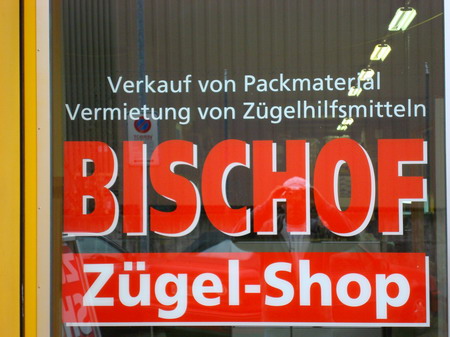 Verkauf von Packmaterial
Vermietung von Zügelhilfsmitteln
BISCHOF
Zügel-Shop